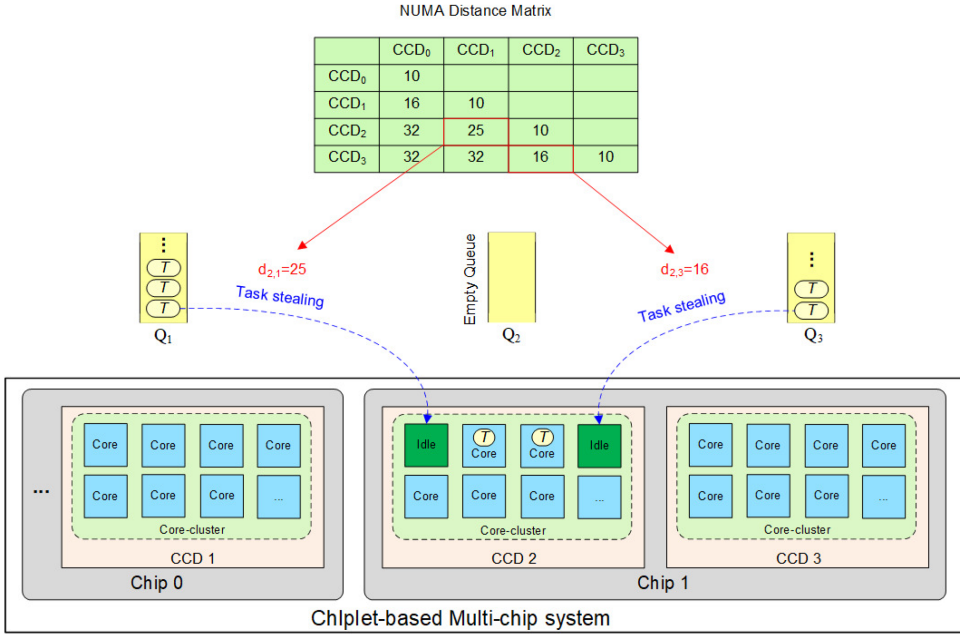 NUMA Distance Matrix
CCD0 CCD1 CCD2 CCD3
CCD0 10
CCD1 16 10
CCD2 32 25 10
CCD3 32 32 16 10
⋮
T
T
T
Q1
d2,1=25
Task stealing
Empty Queue
Q2
d2,3=16
Task stealing
⋮
T
T
Q3
...
Core Core Core Core
Core Core Core ...
Core-cluster
CCD 1
Chip 0
Idle T Core T Core Idle
Core Core Core ...
Core-cluster
CCD 2
Core Core Core Core
Core Core Core ...
Core-cluster
CCD 3
Chip 1
ChIplet-based Multi-chip system